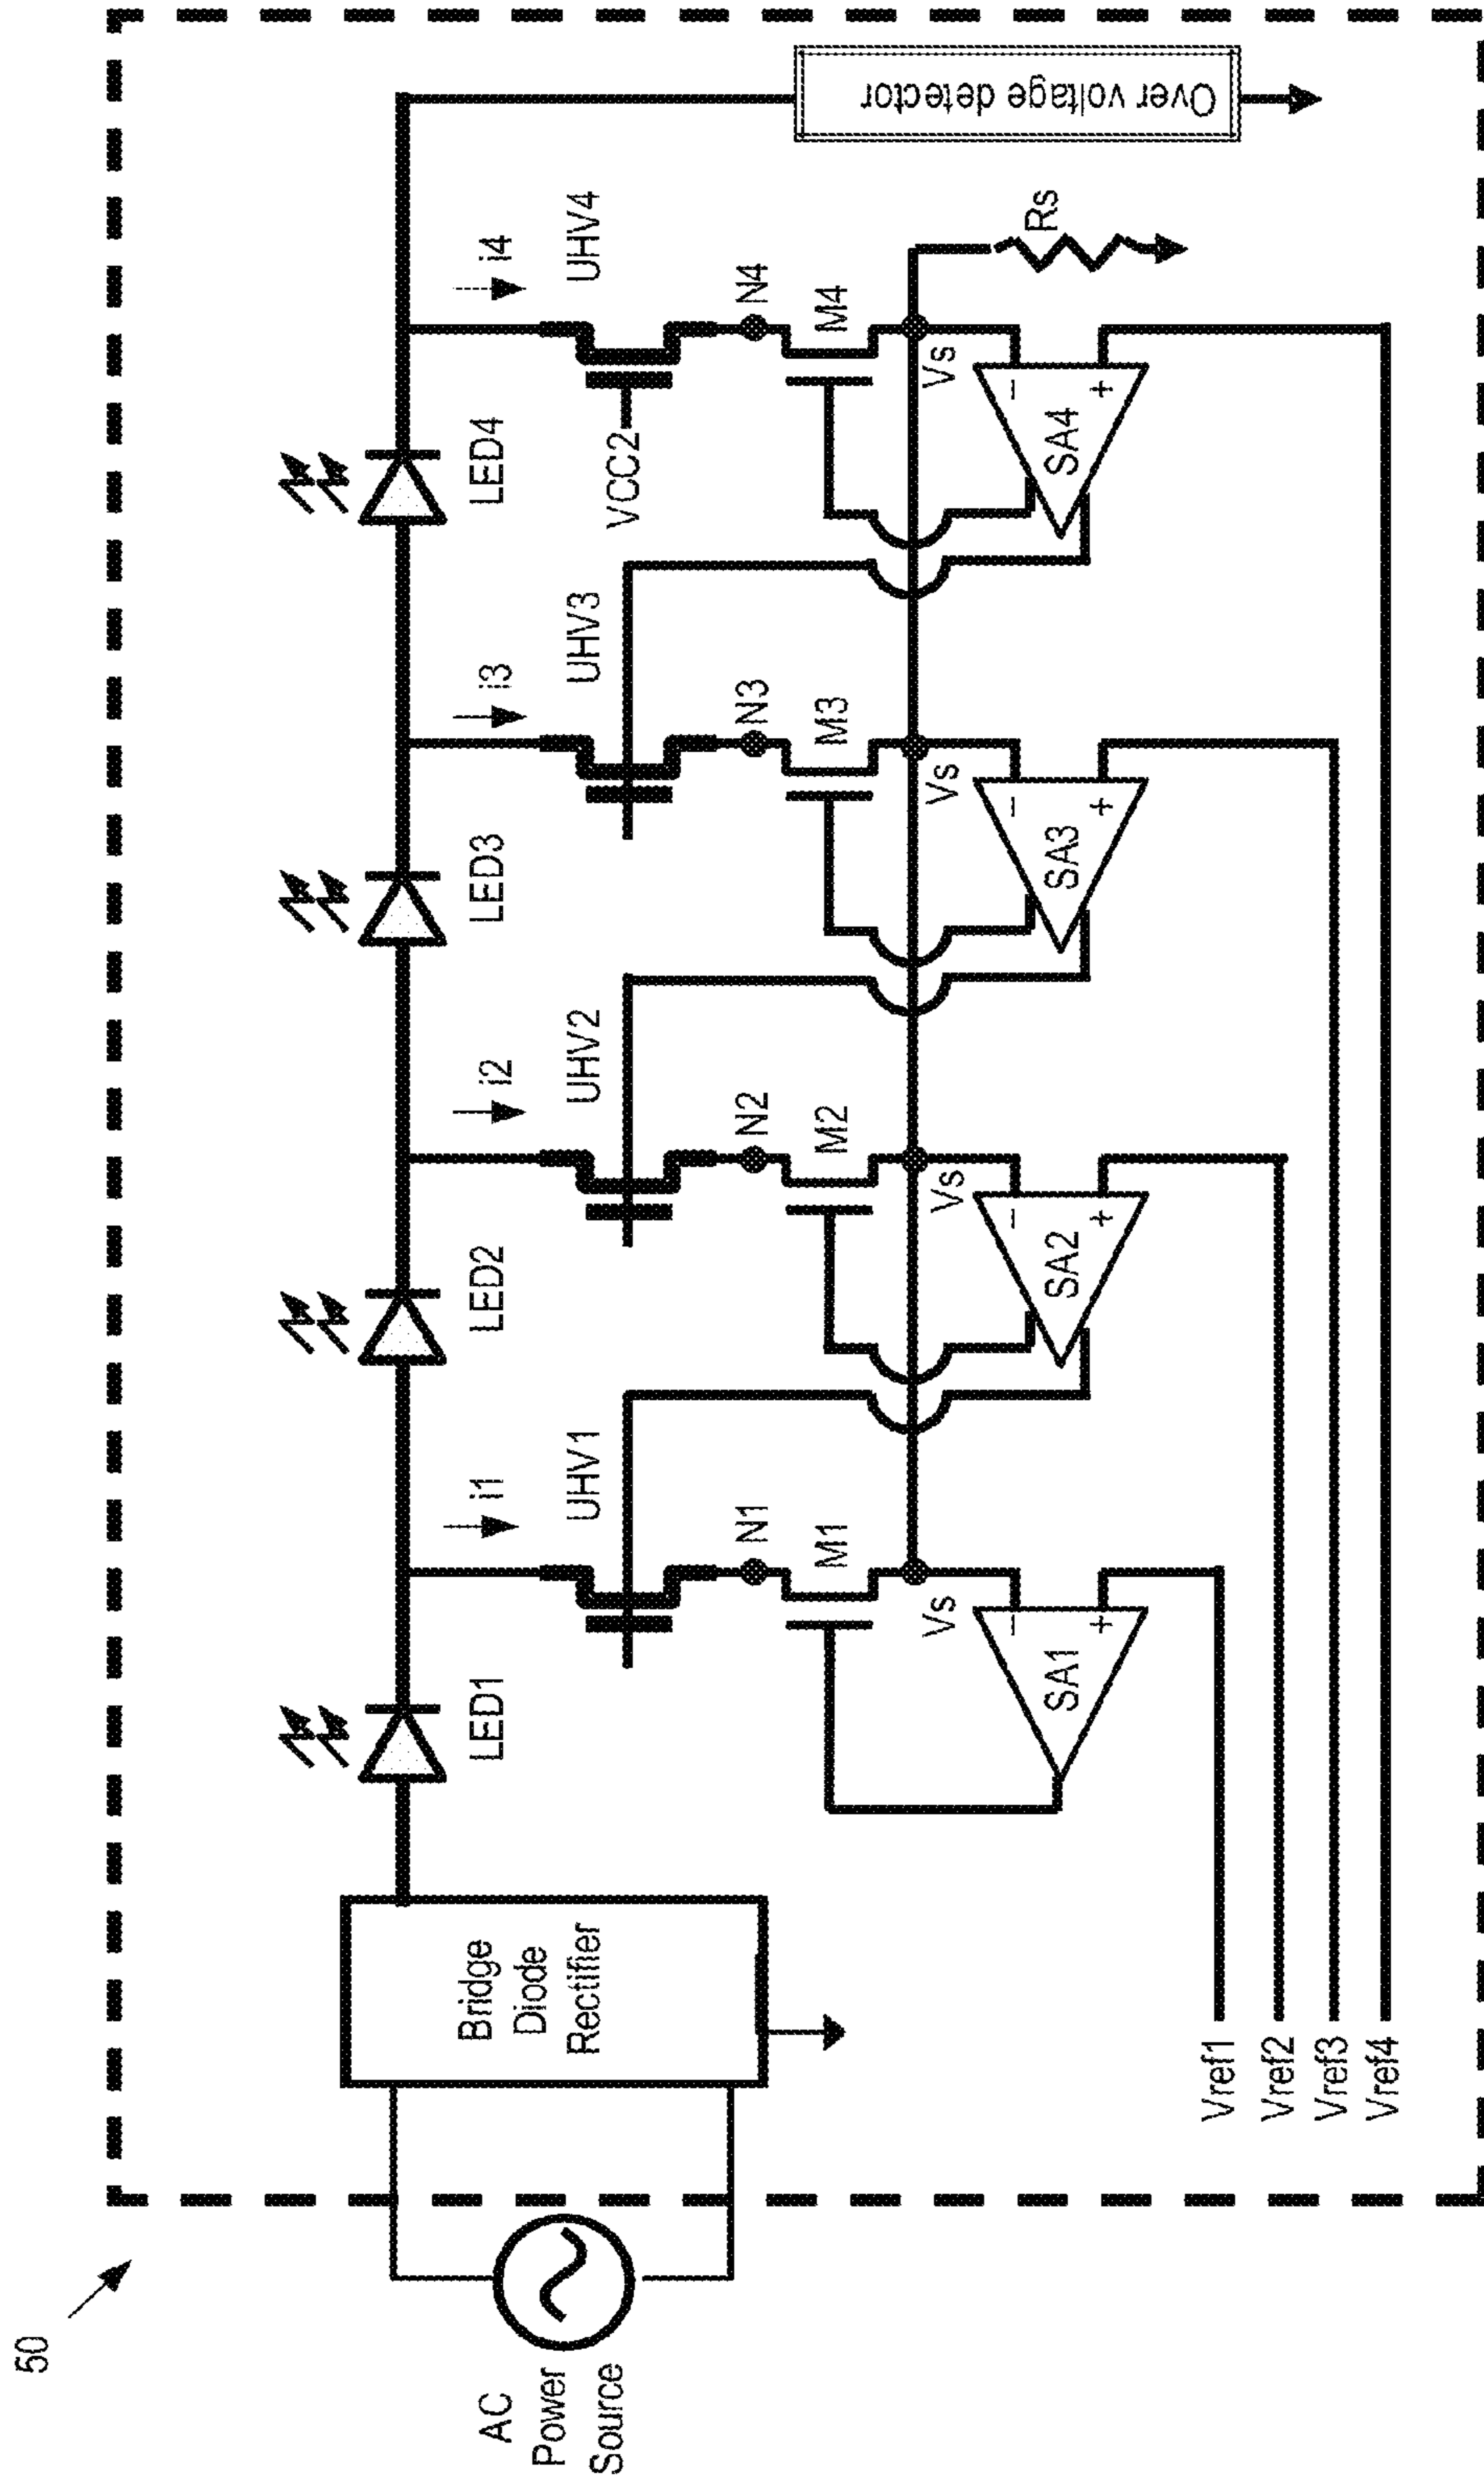 50
AC
Power
Source
Bridge
Diode
Rectifier
LED1
LED2
LED3
LED4
i1
i2
i3
i4
UHV1
UHV2
UHV3
UHV4
VCC2
N1
N2
N3
N4
M1
M2
M3
M4
Vs
Vs
Vs
Vs
Rs
− +
− +
− +
− +
SA1
SA2
SA3
SA4
Over voltage detector
Vref1
Vref2
Vref3
Vref4